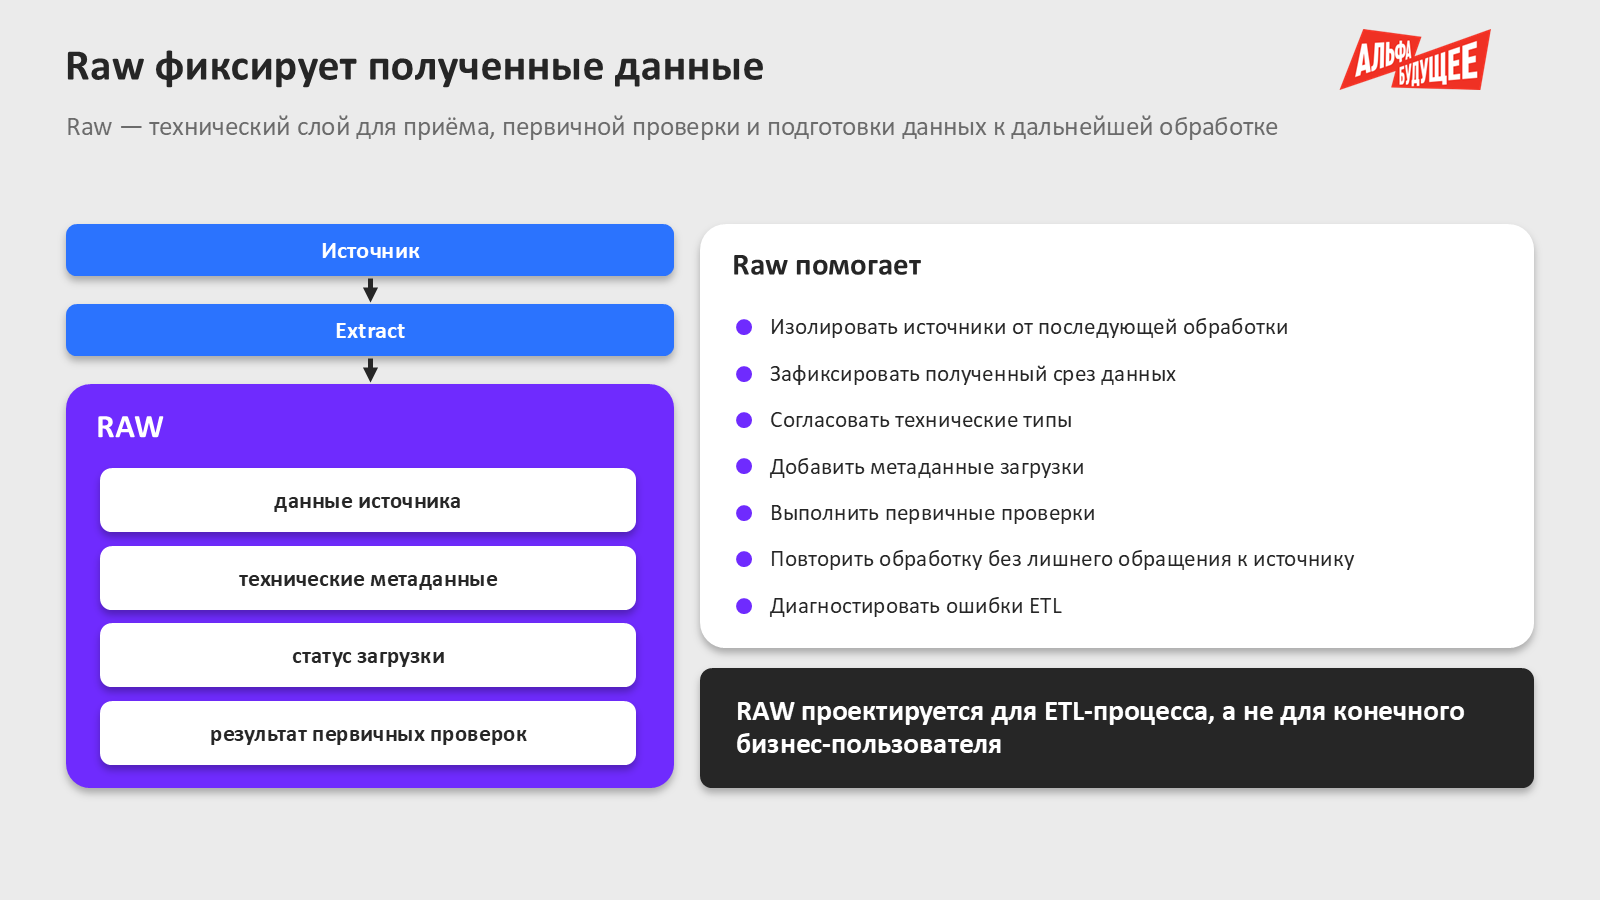 Raw фиксирует полученные данные
АЛЬФА
БУДУЩЕЕ
Raw — технический слой для приёма, первичной проверки и подготовки данных к дальнейшей обработке
Источник
Extract
RAW
данные источника
технические метаданные
статус загрузки
результат первичных проверок
Raw помогает
Изолировать источники от последующей обработки
Зафиксировать полученный срез данных
Согласовать технические типы
Добавить метаданные загрузки
Выполнить первичные проверки
Повторить обработку без лишнего обращения к источнику
Диагностировать ошибки ETL
RAW проектируется для ETL-процесса, а не для конечного
бизнес-пользователя